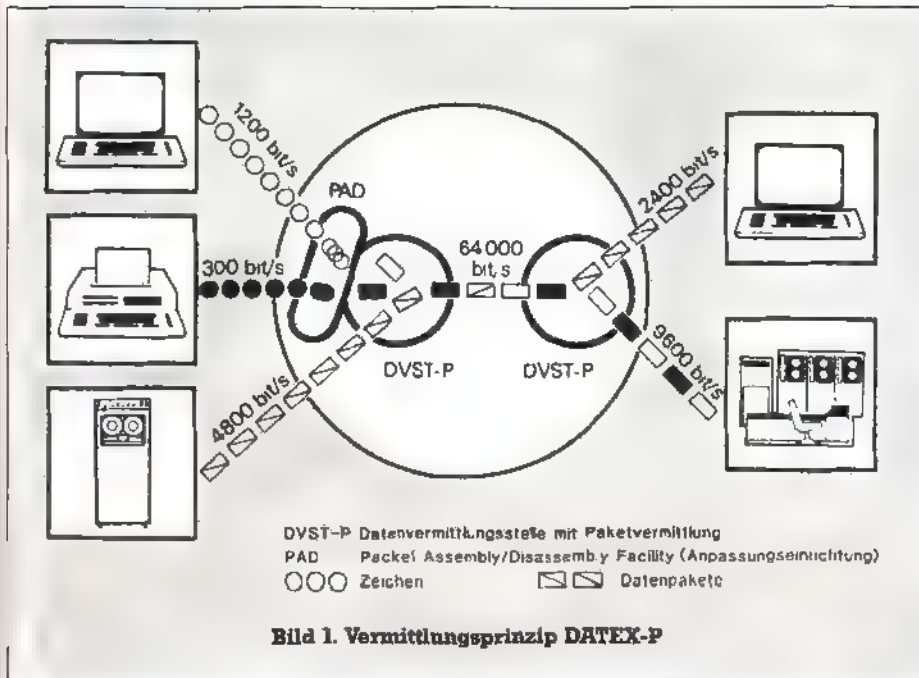 1200 bit/s
PAD
300 bit/s
64 000
bit/s
2400 bit/s
DVST-P
DVST-P
4800 bit/s
9600 bit/s
DVST-P Datenvermittlungsstelle mit Paketvermittlung
PAD Packet Assembly/Disassembly Facility (Anpassungseinrichtung)
Zeichen Datenpakete
Bild 1. Vermittlungsprinzip DATEX-P